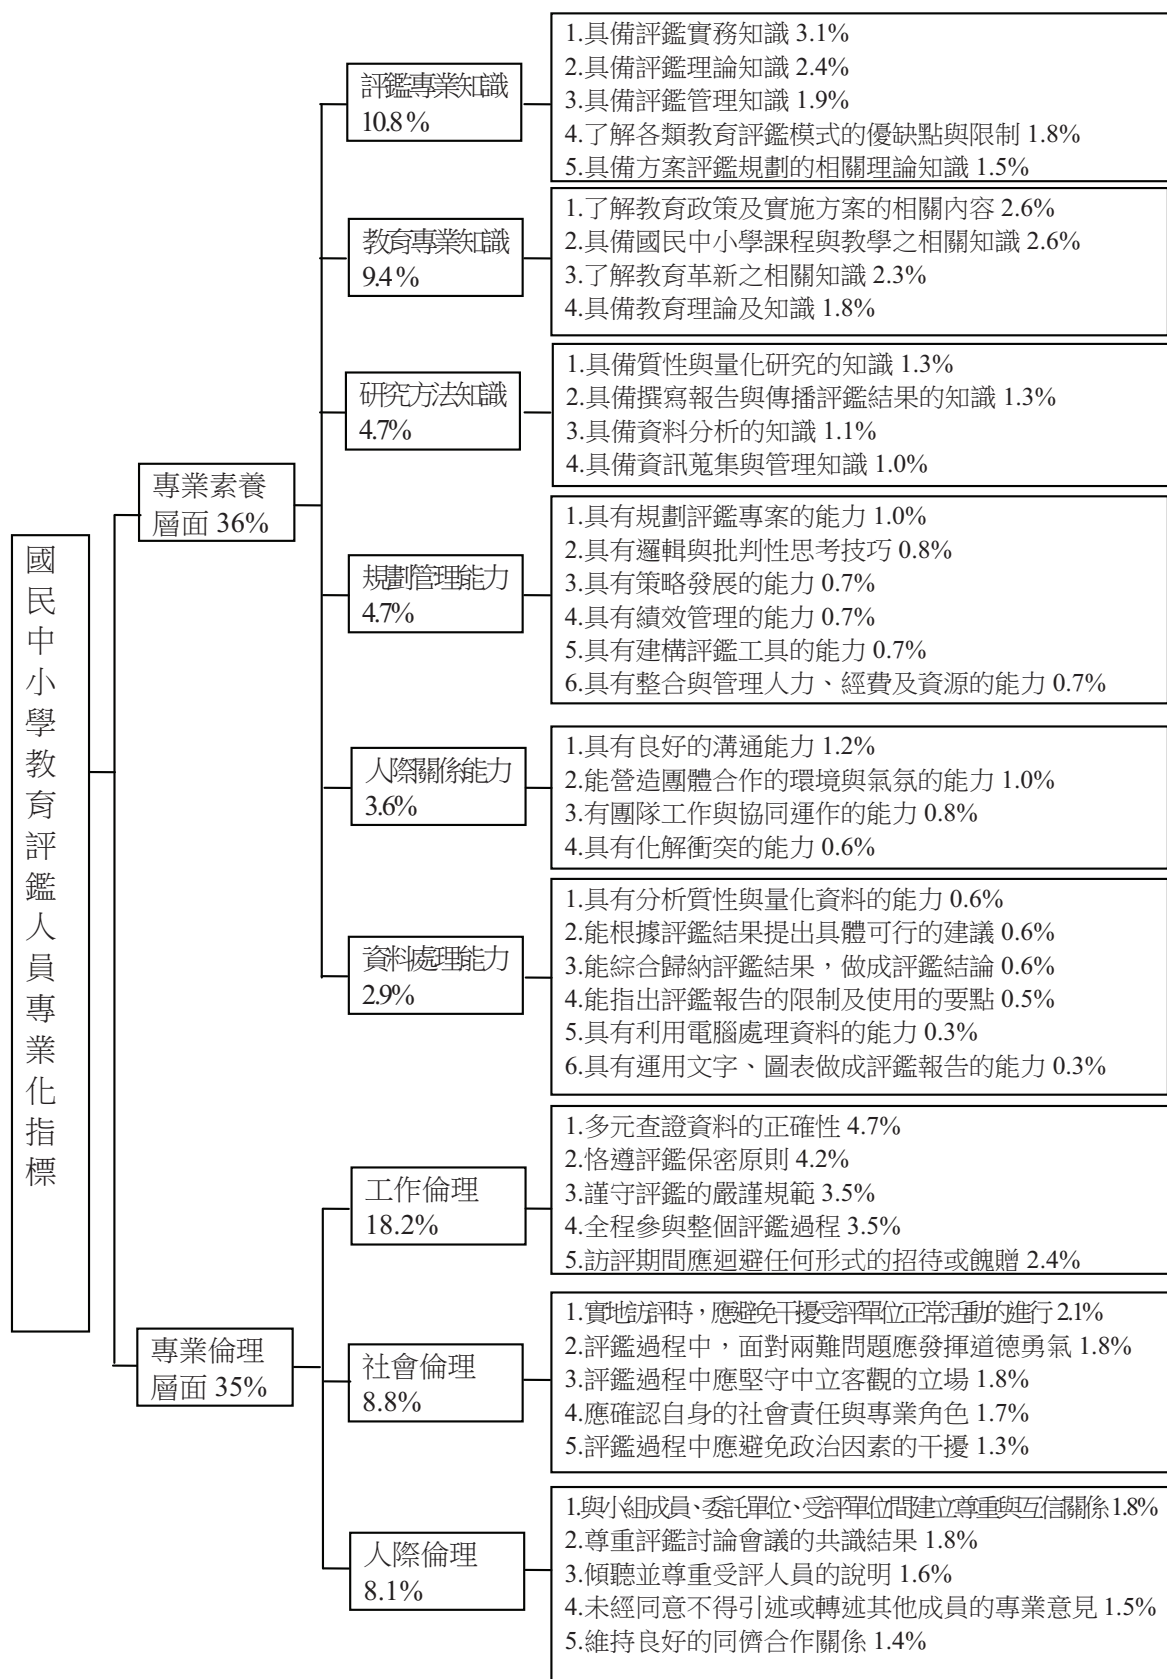 國民中小學教育評鑑人員專業化指標
專業素養
層面 36%
評鑑專業知識
10.8%
1.具備評鑑實務知識 3.1%
2.具備評鑑理論知識 2.4%
3.具備評鑑管理知識 1.9%
4.了解各類教育評鑑模式的優缺點與限制 1.8%
5.具備方案評鑑規劃的相關理論知識 1.5%
教育專業知識
9.4%
1.了解教育政策及實施方案的相關內容 2.6%
2.具備國民中小學課程與教學之相關知識 2.6%
3.了解教育革新之相關知識 2.3%
4.具備教育理論及知識 1.8%
研究方法知識
4.7%
1.具備質性與量化研究的知識 1.3%
2.具備撰寫報告與傳播評鑑結果的知識 1.3%
3.具備資料分析的知識 1.1%
4.具備資訊蒐集與管理知識 1.0%
規劃管理能力
4.7%
1.具有規劃評鑑專案的能力 1.0%
2.具有邏輯與批判性思考技巧 0.8%
3.具有策略發展的能力 0.7%
4.具有績效管理的能力 0.7%
5.具有建構評鑑工具的能力 0.7%
6.具有整合與管理人力、經費及資源的能力 0.7%
人際關係能力
3.6%
1.具有良好的溝通能力 1.2%
2.能營造團體合作的環境與氣氛的能力 1.0%
3.有團隊工作與協同運作的能力 0.8%
4.具有化解衝突的能力 0.6%
資料處理能力
2.9%
1.具有分析質性與量化資料的能力 0.6%
2.能根據評鑑結果提出具體可行的建議 0.6%
3.能綜合歸納評鑑結果，做成評鑑結論 0.6%
4.能指出評鑑報告的限制及使用的要點 0.5%
5.具有利用電腦處理資料的能力 0.3%
6.具有運用文字、圖表做成評鑑報告的能力 0.3%
專業倫理
層面 35%
工作倫理
18.2%
1.多元查證資料的正確性 4.7%
2.恪遵評鑑保密原則 4.2%
3.謹守評鑑的嚴謹規範 3.5%
4.全程參與整個評鑑過程 3.5%
5.訪評期間應迴避任何形式的招待或餽贈 2.4%
社會倫理
8.8%
1.實地訪評時，應避免干擾受評單位正常活動的進行 2.1%
2.評鑑過程中，面對兩難問題應發揮道德勇氣 1.8%
3.評鑑過程中應堅守中立客觀的立場 1.8%
4.應確認自身的社會責任與專業角色 1.7%
5.評鑑過程中應避免政治因素的干擾 1.3%
人際倫理
8.1%
1.與小組成員、委託單位、受評單位間建立尊重與互信關係 1.8%
2.尊重評鑑討論會議的共識結果 1.8%
3.傾聽並尊重受評人員的說明 1.6%
4.未經同意不得引述或轉述其他成員的專業意見 1.5%
5.維持良好的同儕合作關係 1.4%